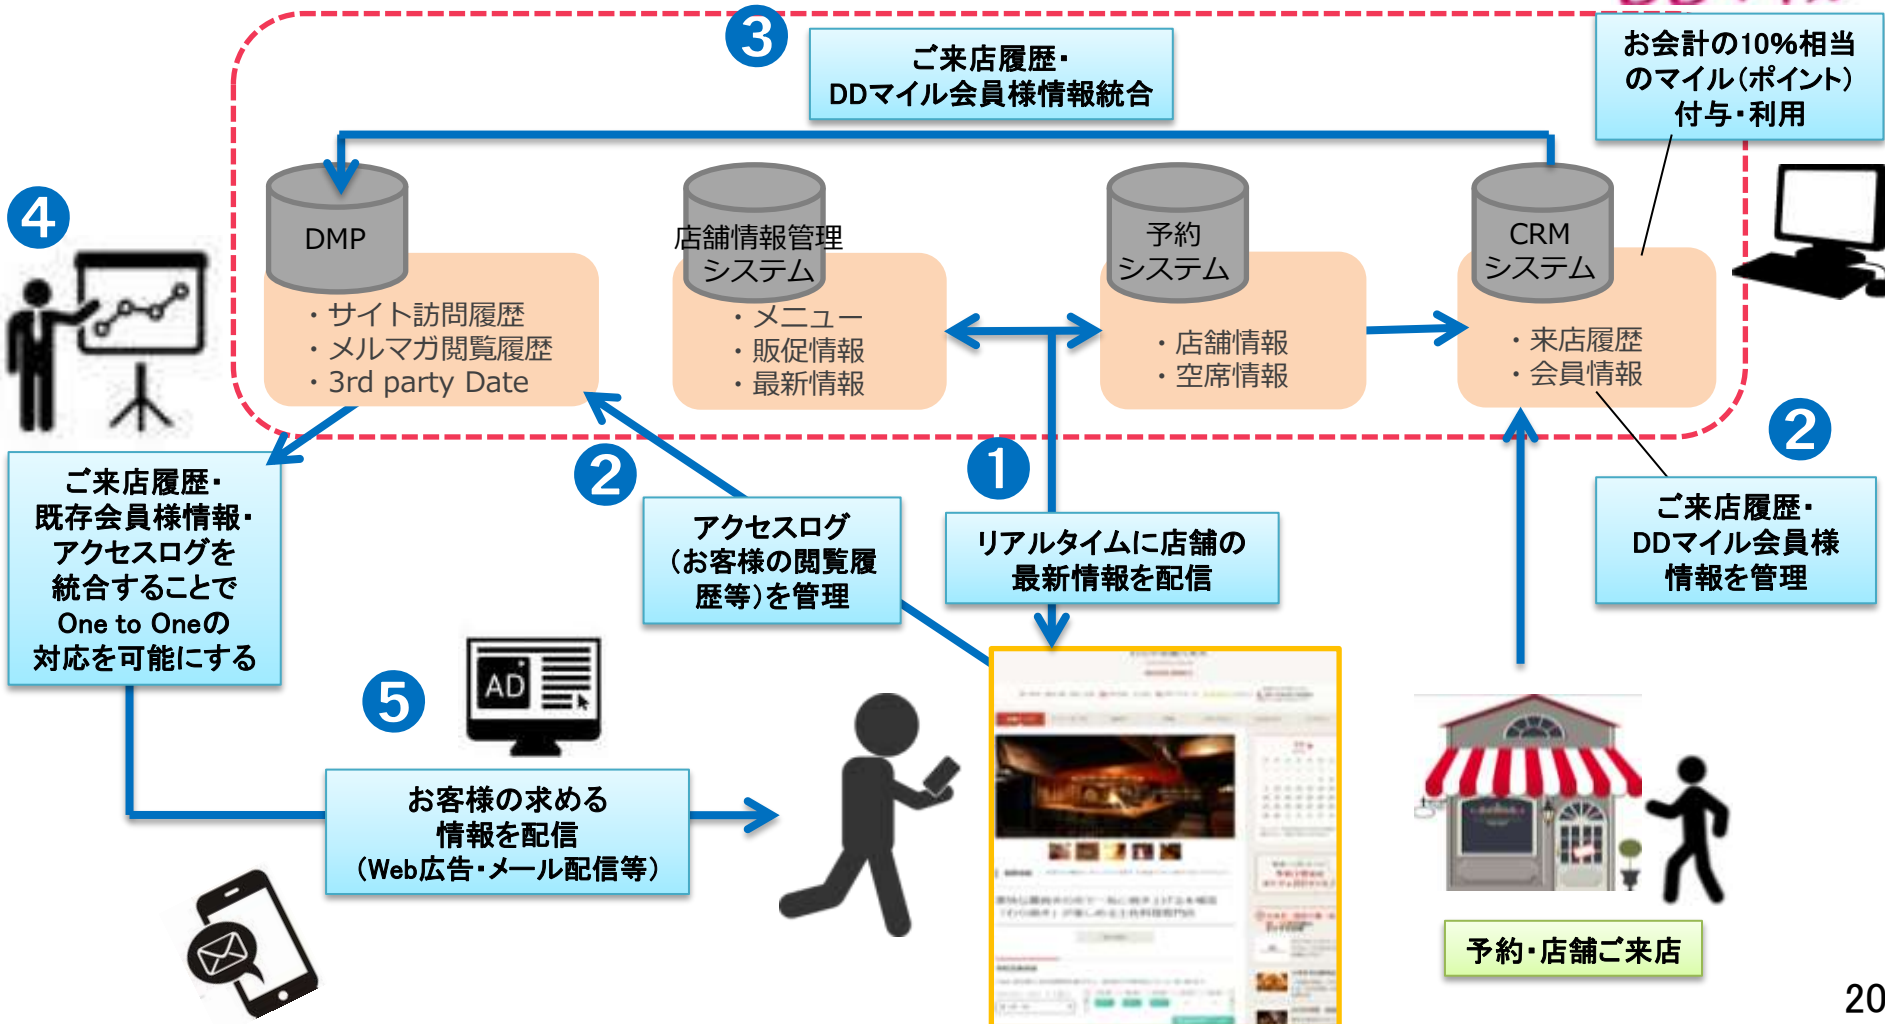 ❸
ご来店履歴・
DDマイル会員様情報統合
お会計の10%相当
のマイル(ポイント)
付与・利用
❹
DMP
・サイト訪問履歴
・メルマガ閲覧履歴
・3rd party Date
店舗情報管理
システム
・メニュー
・販促情報
・最新情報
予約
システム
・店舗情報
・空席情報
CRM
システム
・来店履歴
・会員情報
ご来店履歴・
既存会員様情報・
アクセスログを
統合することで
One to Oneの
対応を可能にする
❷
アクセスログ
(お客様の閲覧履
歴等)を管理
❶
リアルタイムに店舗の
最新情報を配信
❷
ご来店履歴・
DDマイル会員様
情報を管理
❺
AD
お客様の求める
情報を配信
(Web広告・メール配信等)
予約・店舗ご来店
20